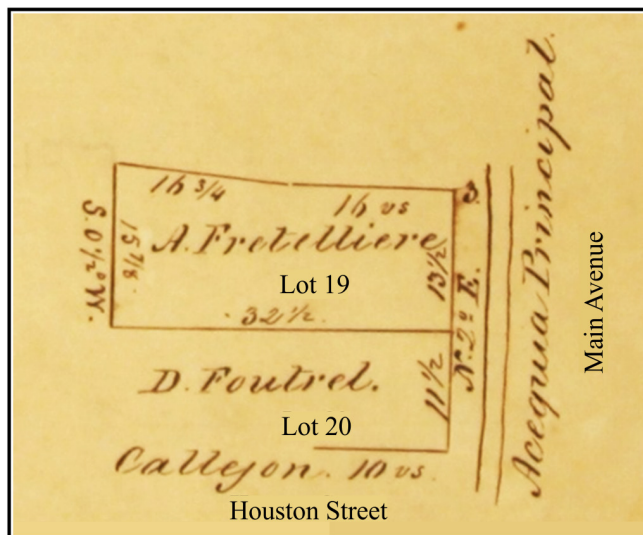 16 3/4
16 vs
3.
S. 0 1/2° W.
15 7/8
A. Fretelliere
13 1/2
N. 2° E.
Lot 19
32 1/2
D. Foutrel.
11 1/2
Lot 20
Callejon. 10 vs
Houston Street
Acequia Principal.
Main Avenue